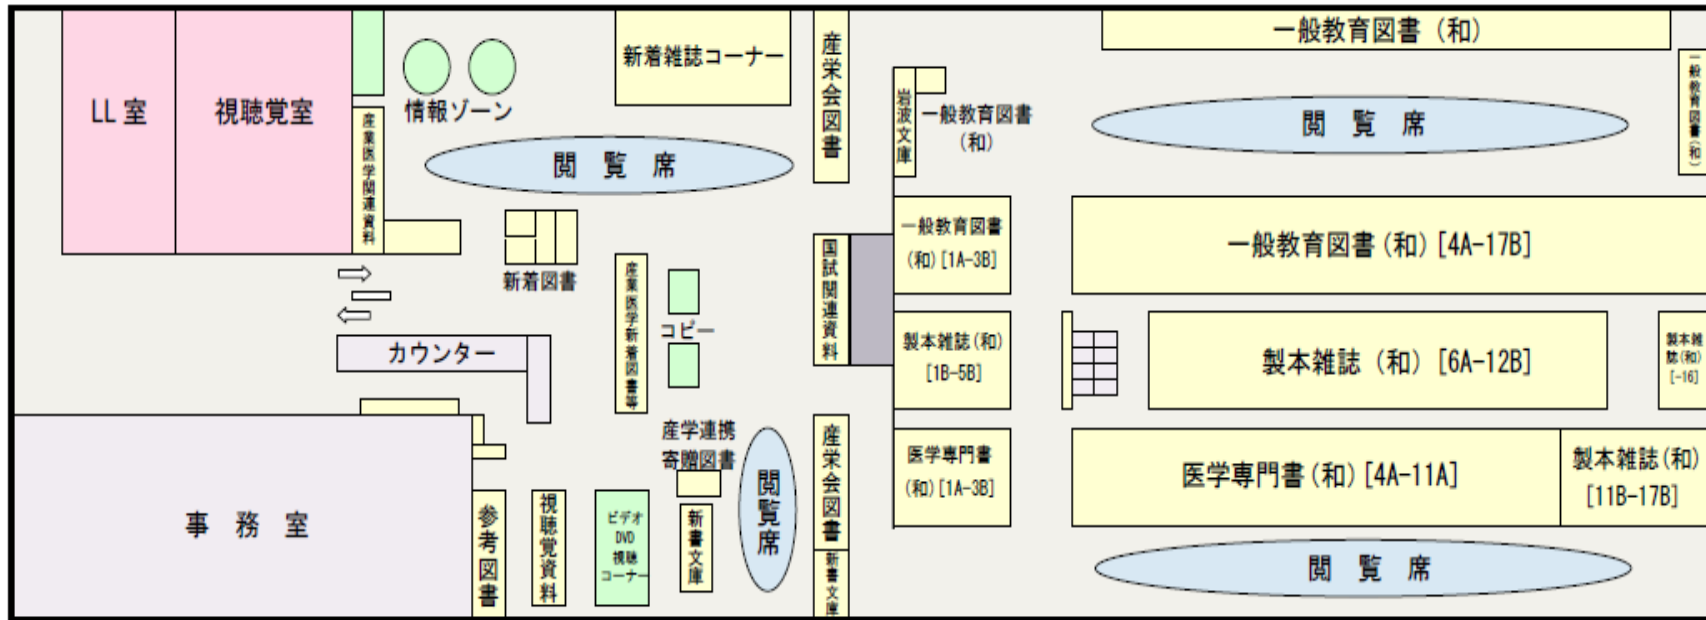 LL室
視聴覚室
産業医学関連資料
情報ゾーン
新着雑誌コーナー
閲覧席
新着図書
産業医学新着図書等
コピー
カウンター
事務室
参考図書
視聴覚資料
ビデオ
DVD
視聴
コーナー
産学連携
寄贈図書
新書文庫
閲覧席
産栄会図書
国試関連資料
産栄会図書
新書文庫
岩波文庫
一般教育図書
(和)
一般教育図書
(和)[1A-3B]
製本雑誌(和)
[1B-5B]
医学専門書
(和)[1A-3B]
一般教育図書(和)
一般教育図書(和)
閲覧席
一般教育図書(和)[4A-17B]
製本雑誌(和)[6A-12B]
製本雑
誌(和)
[-16]
医学専門書(和)[4A-11A]
製本雑誌(和)
[11B-17B]
閲覧席